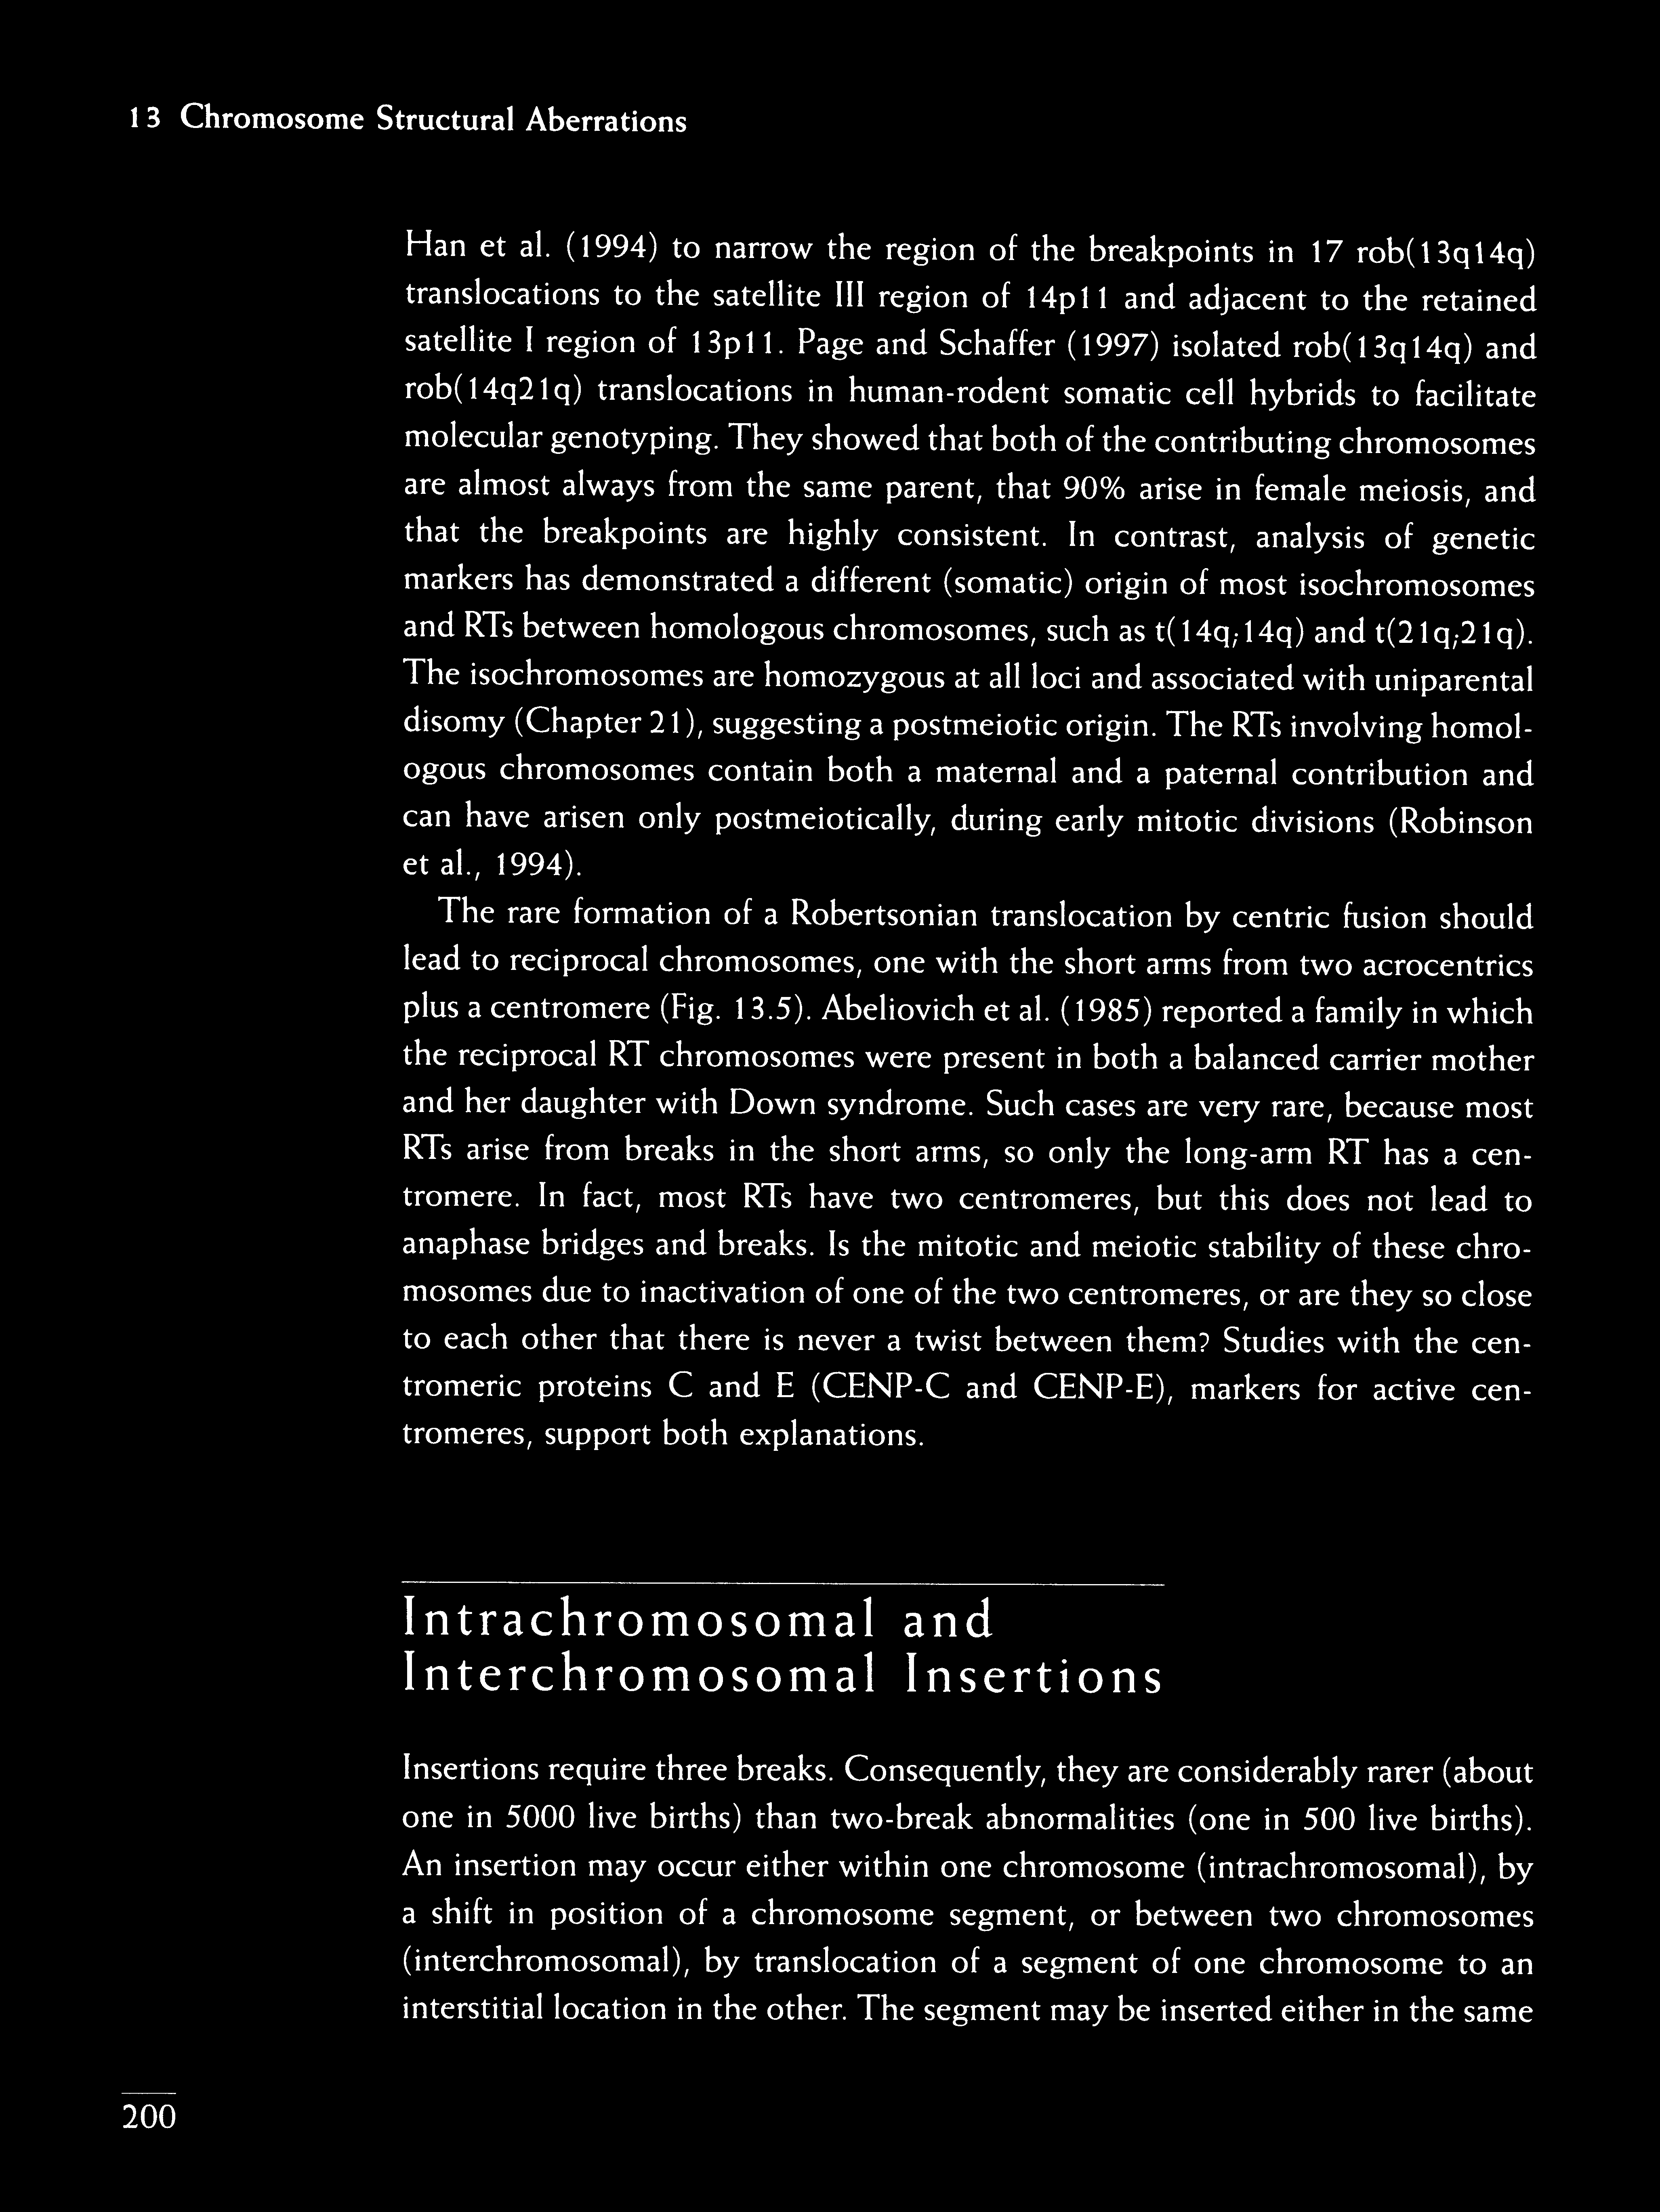 13 Chromosome Structural Aberrations
Han et al. (1994) to narrow the region of the breakpoints in 17 rob(13q14q)
translocations to the satellite III region of 14p11 and adjacent to the retained
satellite I region of 13p11. Page and Schaffer (1997) isolated rob(13q14q) and
rob(14q21q) translocations in human-rodent somatic cell hybrids to facilitate
molecular genotyping. They showed that both of the contributing chromosomes
are almost always from the same parent, that 90% arise in female meiosis, and
that the breakpoints are highly consistent. In contrast, analysis of genetic
markers has demonstrated a different (somatic) origin of most isochromosomes
and RTs between homologous chromosomes, such as t(14q;14q) and t(21q;21q).
The isochromosomes are homozygous at all loci and associated with uniparental
disomy (Chapter 21), suggesting a postmeiotic origin. The RTs involving homol-
ogous chromosomes contain both a maternal and a paternal contribution and
can have arisen only postmeiotically, during early mitotic divisions (Robinson
et al., 1994).
The rare formation of a Robertsonian translocation by centric fusion should
lead to reciprocal chromosomes, one with the short arms from two acrocentrics
plus a centromere (Fig. 13.5). Abeliovich et al. (1985) reported a family in which
the reciprocal RT chromosomes were present in both a balanced carrier mother
and her daughter with Down syndrome. Such cases are very rare, because most
RTs arise from breaks in the short arms, so only the long-arm RT has a cen-
tromere. In fact, most RTs have two centromeres, but this does not lead to
anaphase bridges and breaks. Is the mitotic and meiotic stability of these chro-
mosomes due to inactivation of one of the two centromeres, or are they so close
to each other that there is never a twist between them? Studies with the cen-
tromeric proteins C and E (CENP-C and CENP-E), markers for active cen-
tromeres, support both explanations.
Intrachromosomal and
Interchromosomal Insertions
Insertions require three breaks. Consequently, they are considerably rarer (about
one in 5000 live births) than two-break abnormalities (one in 500 live births).
An insertion may occur either within one chromosome (intrachromosomal), by
a shift in position of a chromosome segment, or between two chromosomes
(interchromosomal), by translocation of a segment of one chromosome to an
interstitial location in the other. The segment may be inserted either in the same
200